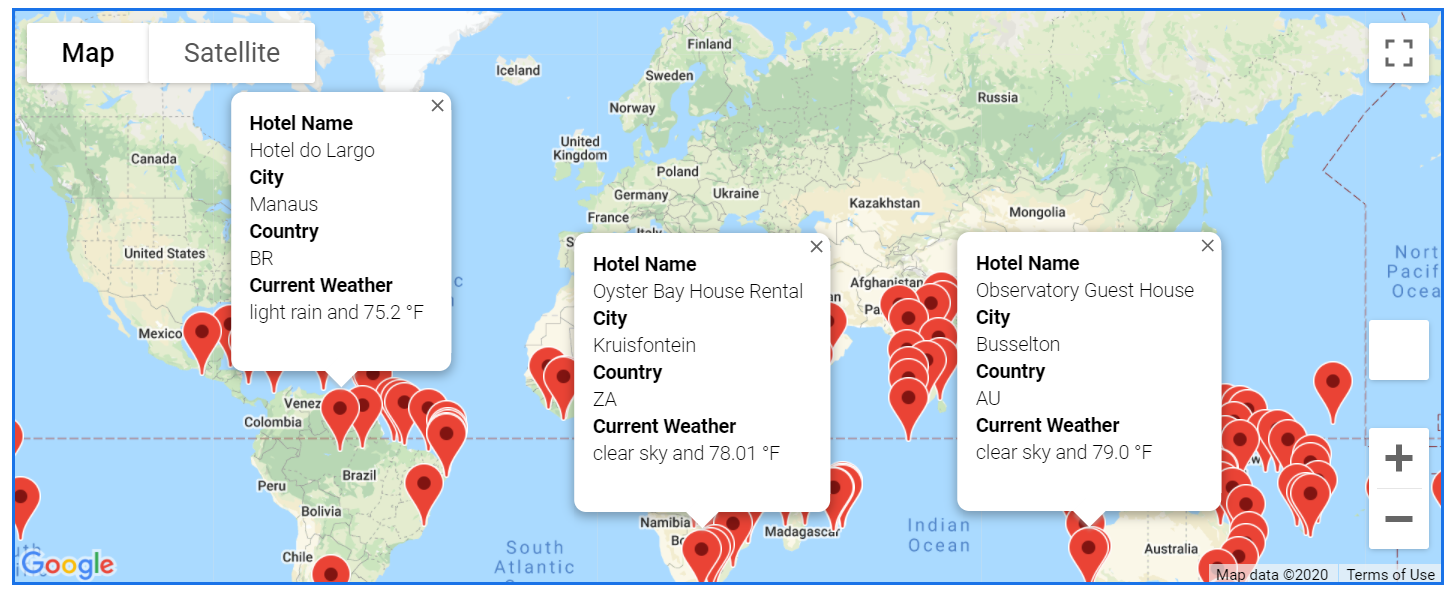 Map
Satellite
Finland
Iceland
Sweden
Russia
Norway
United
Kingdom
Canada
Poland
Germany
Ukraine
Kazakhstan
Mongolia
France
United States
Afghanistan
Mexico
Colombia
Brazil
Peru
Bolivia
Chile
Namibia
Madagascar
Australia
Indian
Ocean
South
Atlantic
Hotel Name
Hotel do Largo
City
Manaus
Country
BR
Current Weather
light rain and 75.2 °F
Hotel Name
Oyster Bay House Rental
City
Kruisfontein
Country
ZA
Current Weather
clear sky and 78.01 °F
Hotel Name
Observatory Guest House
City
Busselton
Country
AU
Current Weather
clear sky and 79.0 °F
Google
Map data ©2020
Terms of Use